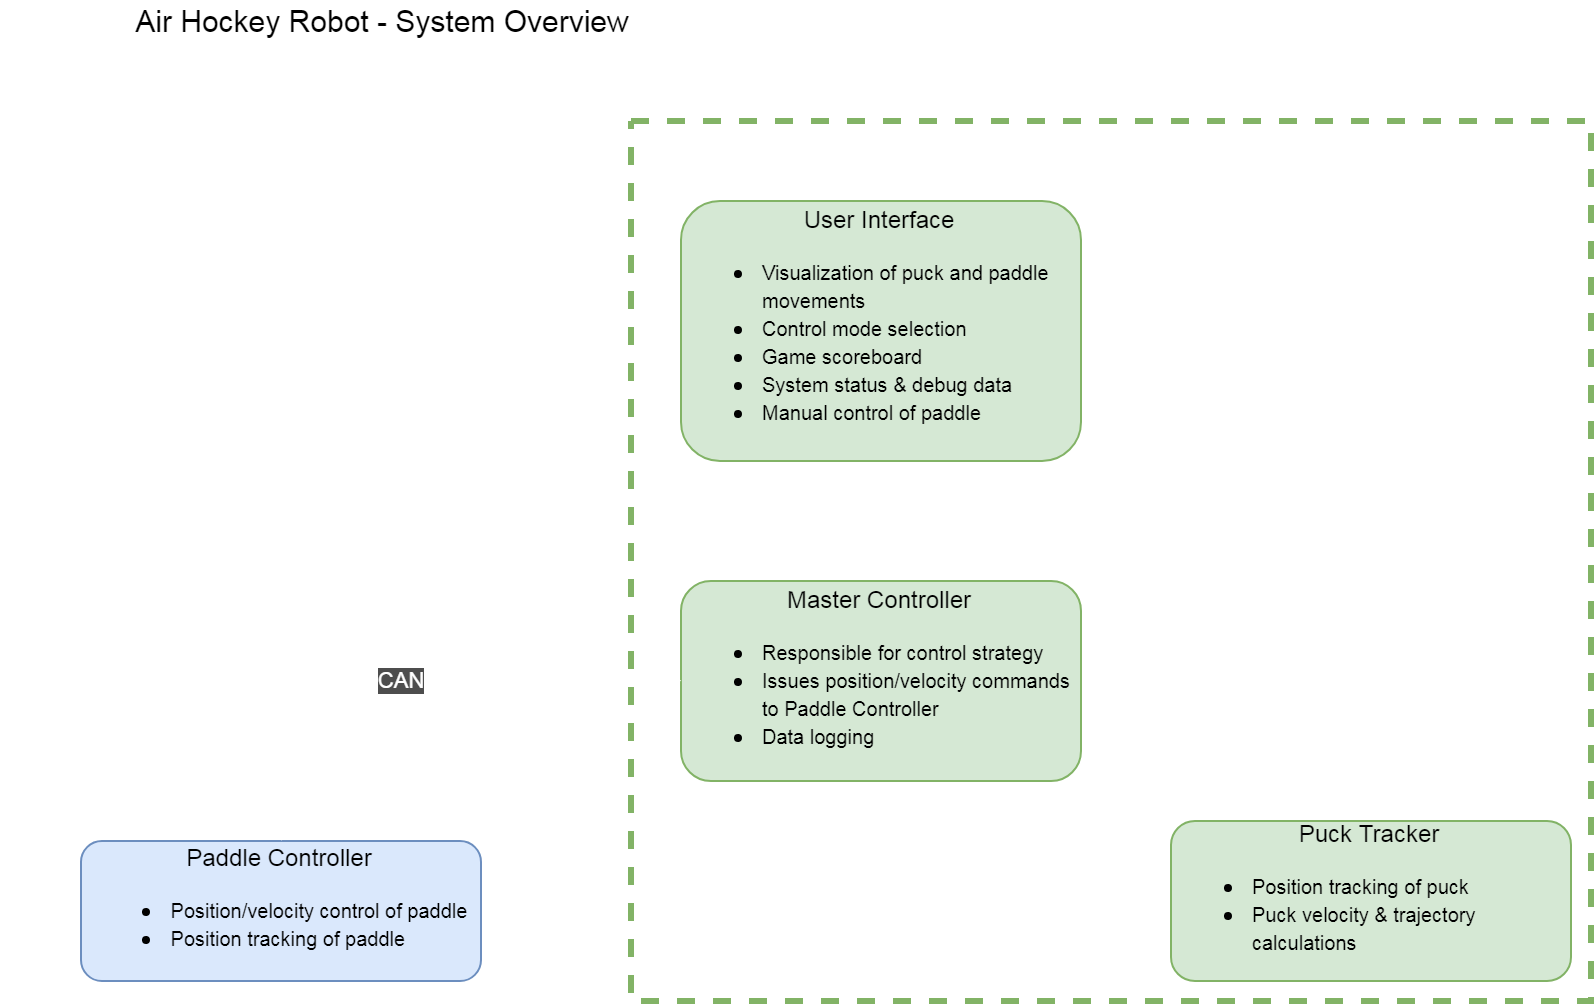 Air Hockey Robot - System Overview
User Interface
Visualization of puck and paddle
movements
Control mode selection
Game scoreboard
System status & debug data
Manual control of paddle
Master Controller
Responsible for control strategy
Issues position/velocity commands
to Paddle Controller
Data logging
CAN
Paddle Controller
Position/velocity control of paddle
Position tracking of paddle
Puck Tracker
Position tracking of puck
Puck velocity & trajectory
calculations